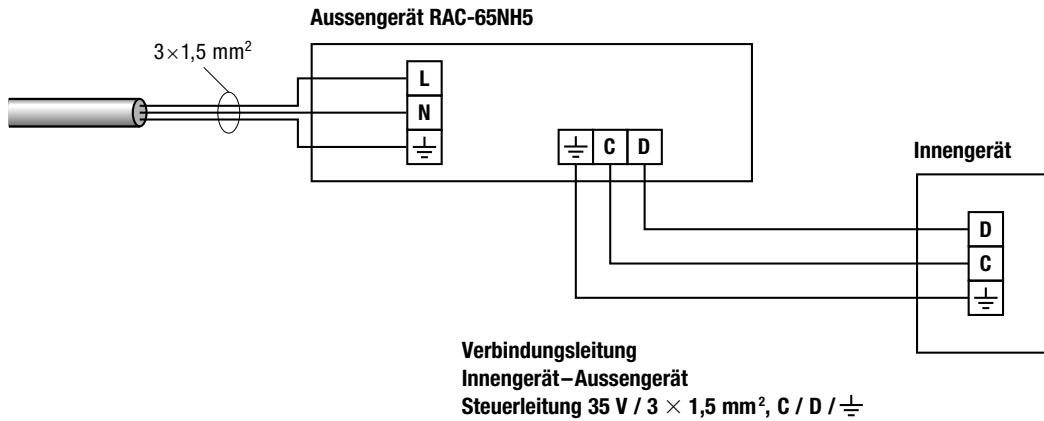 Aussengerät RAC-65NH5
3×1,5 mm²
L
N
⏚
⏚ C D
Innengerät
D
C
⏚
Verbindungsleitung
Innengerät–Aussengerät
Steuerleitung 35 V / 3 × 1,5 mm², C / D / ⏚